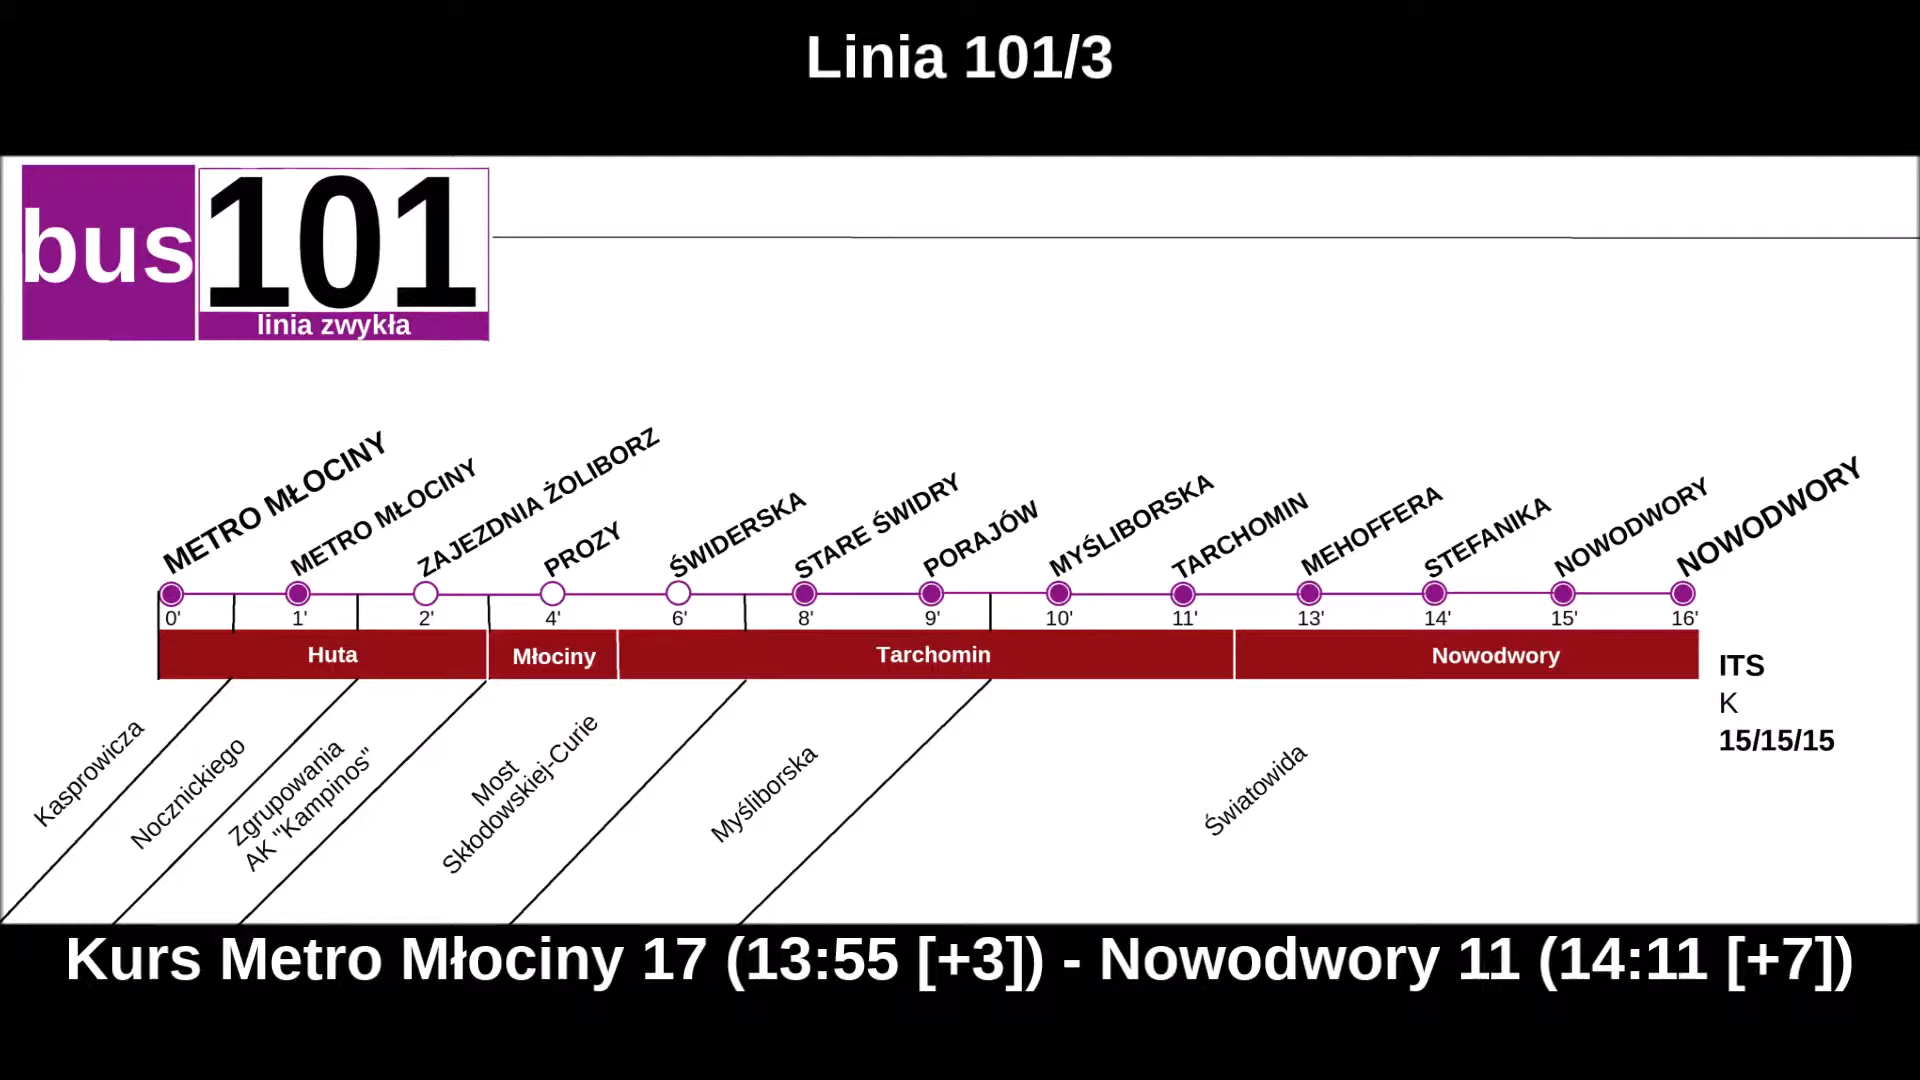 Linia 101/3
bus
101
linia zwykła
METRO MŁOCINY
METRO MŁOCINY
ZAJEZDNIA ŻOLIBORZ
PROZY
ŚWIDERSKA
STARE ŚWIDRY
PORAJÓW
MYŚLIBORSKA
TARCHOMIN
MEHOFFERA
STEFANIKA
NOWODWORY
NOWODWORY
0' 1' 2' 4' 6' 8' 9' 10' 11' 13' 14' 15' 16'
Huta Młociny Tarchomin Nowodwory
ITS
K
15/15/15
Kasprowicza
Nocznickiego
Zgrupowania
AK "Kampinos"
Most
Skłodowskiej-Curie
Myśliborska
Światowida
Kurs Metro Młociny 17 (13:55 [+3]) - Nowodwory 11 (14:11 [+7])